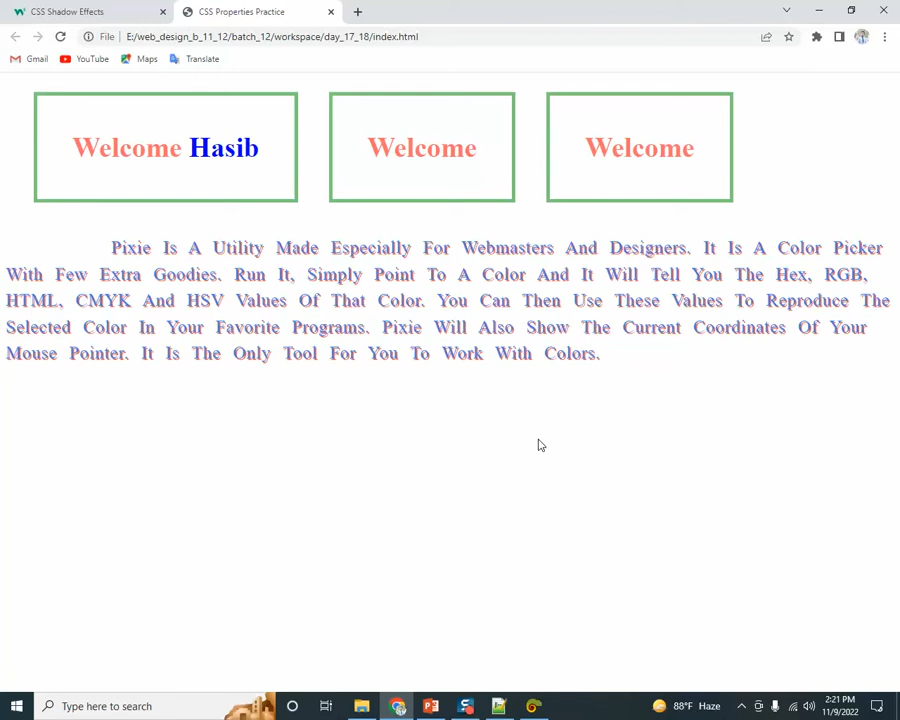 CSS Shadow Effects
CSS Properties Practice
File
E:/web_design_b_11_12/batch_12/workspace/day_17_18/index.html
Gmail
YouTube
Maps
Translate
Welcome Hasib
Welcome
Welcome
Pixie Is A Utility Made Especially For Webmasters And Designers. It Is A Color Picker
With Few Extra Goodies. Run It, Simply Point To A Color And It Will Tell You The Hex, RGB,
HTML, CMYK And HSV Values Of That Color. You Can Then Use These Values To Reproduce The
Selected Color In Your Favorite Programs. Pixie Will Also Show The Current Coordinates Of Your
Mouse Pointer. It Is The Only Tool For You To Work With Colors.
Type here to search
88°F Haze
2:21 PM
11/9/2022